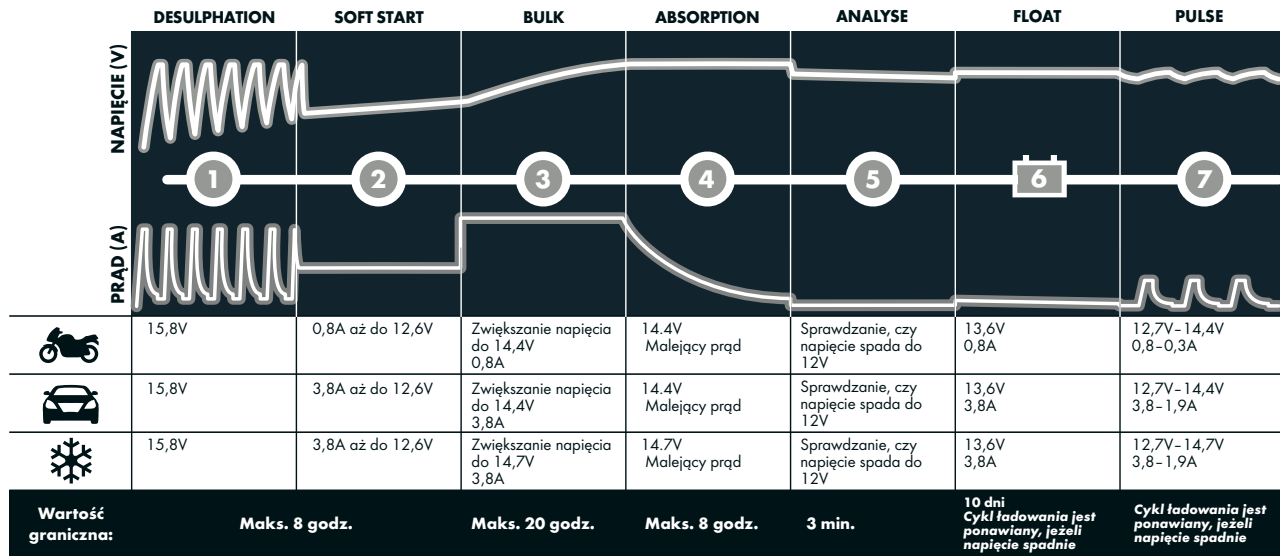 DESULPHATION SOFT START BULK ABSORPTION ANALYSE FLOAT PULSE
NAPIĘCIE (V)
1 2 3 4 5 6 7
PRĄD (A)
15,8V
0,8A aż do 12,6V
Zwiększanie napięcia
do 14,4V
0,8A
14.4V
Malejący prąd
Sprawdzanie, czy
napięcie spada do
12V
13,6V
0,8A
12,7V–14,4V
0,8–0,3A
15,8V
3,8A aż do 12,6V
Zwiększanie napięcia
do 14,4V
3,8A
14.4V
Malejący prąd
Sprawdzanie, czy
napięcie spada do
12V
13,6V
3,8A
12,7V–14,4V
3,8–1,9A
15,8V
3,8A aż do 12,6V
Zwiększanie napięcia
do 14,7V
3,8A
14.7V
Malejący prąd
Sprawdzanie, czy
napięcie spada do
12V
13,6V
3,8A
12,7V–14,7V
3,8–1,9A
Wartość
graniczna:
Maks. 8 godz.
Maks. 20 godz.
Maks. 8 godz.
3 min.
10 dni
Cykl ładowania jest
ponawiany, jeżeli
napięcie spadnie
Cykl ładowania jest
ponawiany, jeżeli
napięcie spadnie